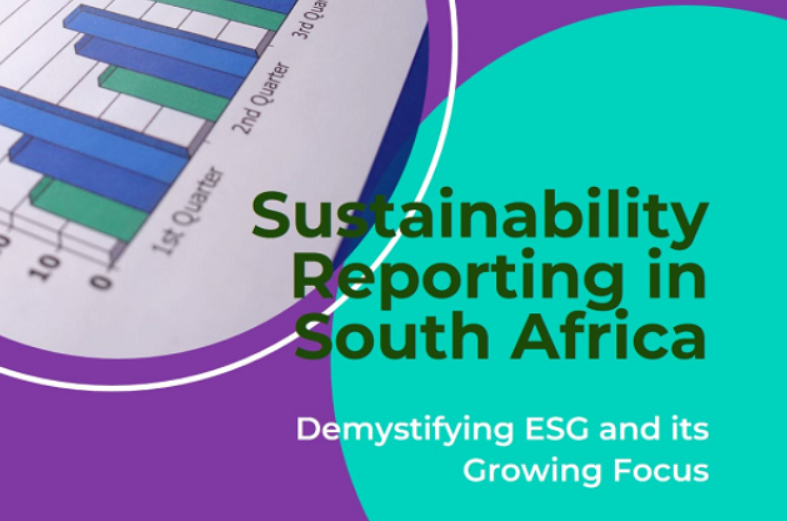 3rd Quar
2nd Quarter
1st Quarter
10
0
Sustainability
Reporting in
South Africa
Demystifying ESG and its
Growing Focus